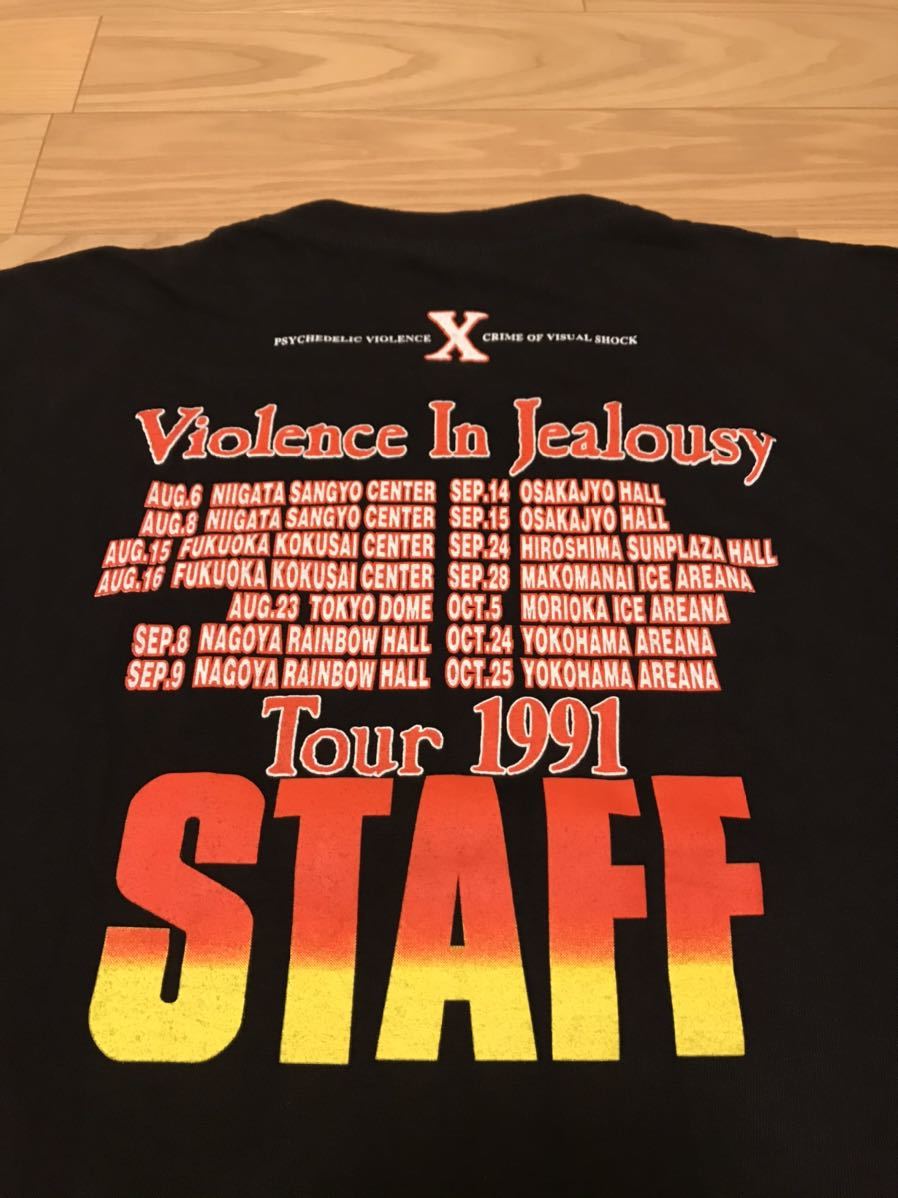 PSYCHEDELIC VIOLENCE X CRIME OF VISUAL SHOCK
Violence In Jealousy
AUG.6 NIIGATA SANGYO CENTER SEP.14 OSAKAJYO HALL
AUG.8 NIIGATA SANGYO CENTER SEP.15 OSAKAJYO HALL
AUG.15 FUKUOKA KOKUSAI CENTER SEP.24 HIROSHIMA SUNPLAZA HALL
AUG.16 FUKUOKA KOKUSAI CENTER SEP.28 MAKOMANAI ICE AREANA
AUG.23 TOKYO DOME OCT.5 MORIOKA ICE AREANA
SEP.8 NAGOYA RAINBOW HALL OCT.24 YOKOHAMA AREANA
SEP.9 NAGOYA RAINBOW HALL OCT.25 YOKOHAMA AREANA
Tour 1991
STAFF